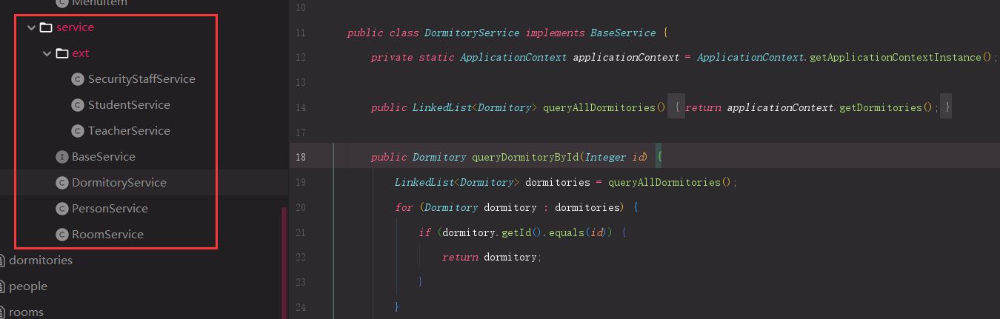 MenuItem
service
ext
SecurityStaffService
StudentService
TeacherService
BaseService
DormitoryService
PersonService
RoomService
dormitories
people
rooms
10
11 public class DormitoryService implements BaseService {
12 private static ApplicationContext applicationContext = ApplicationContext.getApplicationContextInstance();
13
14 public LinkedList<Dormitory> queryAllDormitories() { return applicationContext.getDormitories(); }
17
18 public Dormitory queryDormitoryById(Integer id) {
19 LinkedList<Dormitory> dormitories = queryAllDormitories();
20 for (Dormitory dormitory : dormitories) {
21 if (dormitory.getId().equals(id)) {
22 return dormitory;
23 }
24 }